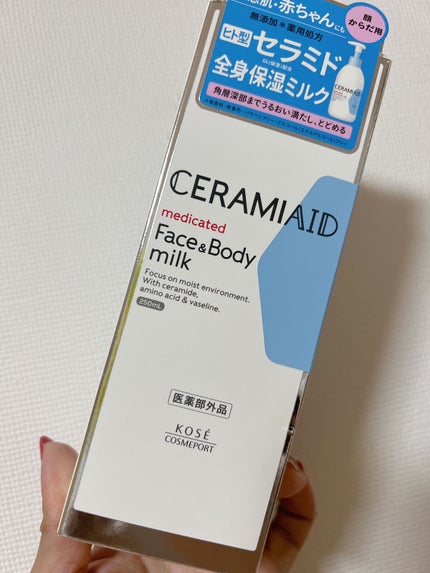 肌・赤ちゃんにも
無添加＊薬用処方
顔
からだ用
ヒト型
セラミド
配合
全身保湿ミルク
CERAMIAID
角層深部までうるおい満たし、とどめる
CERAMIAID
medicated
Face & Body
milk
Focus on moist environment.
With ceramide,
amino acid & vaseline.
250mL
医薬部外品
KOSÉ
COSMEPORT